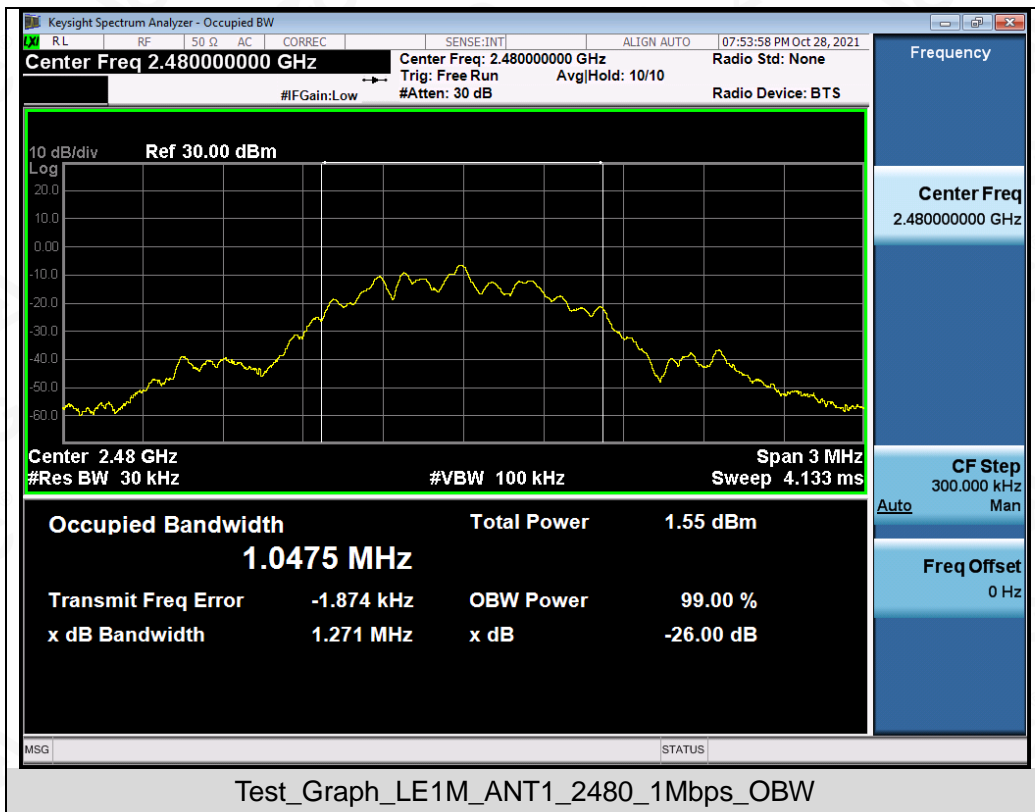 Keysight Spectrum Analyzer - Occupied BW
LXI RL RF 50 Ω AC CORREC SENSE:INT ALIGN AUTO 07:53:58 PM Oct 28, 2021
Center Freq 2.480000000 GHz
Center Freq: 2.480000000 GHz
Radio Std: None
Trig: Free Run Avg|Hold: 10/10
#IFGain:Low #Atten: 30 dB Radio Device: BTS
10 dB/div Ref 30.00 dBm
Log
20.0
10.0
0.00
-10.0
-20.0
-30.0
-40.0
-50.0
-60.0
Center 2.48 GHz Span 3 MHz
#Res BW 30 kHz #VBW 100 kHz Sweep 4.133 ms
Occupied Bandwidth Total Power 1.55 dBm
1.0475 MHz
Transmit Freq Error -1.874 kHz OBW Power 99.00 %
x dB Bandwidth 1.271 MHz x dB -26.00 dB
MSG STATUS
Frequency
Center Freq
2.480000000 GHz
CF Step
300.000 kHz
Auto Man
Freq Offset
0 Hz
Test_Graph_LE1M_ANT1_2480_1Mbps_OBW